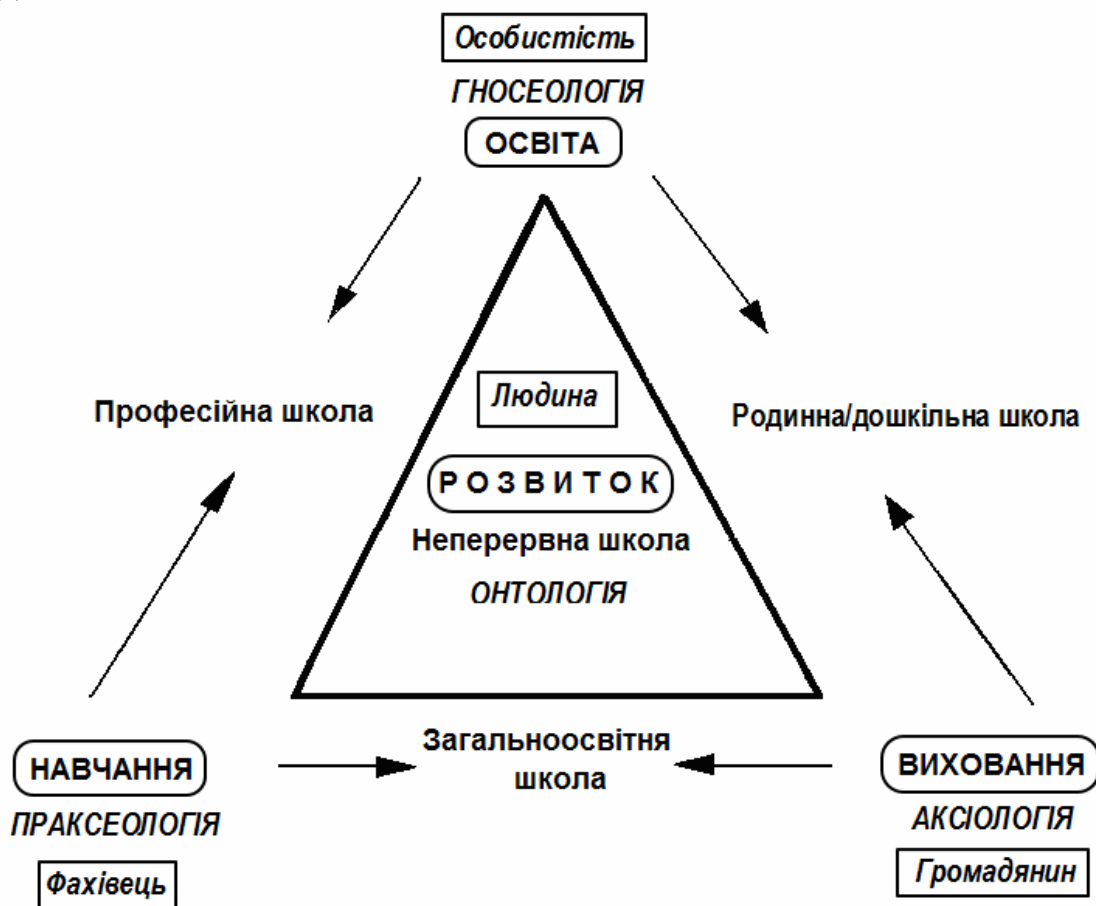 Особистість
ГНОСЕОЛОГІЯ
ОСВІТА
Людина
Професійна школа
Родинна/дошкільна школа
РОЗВИТОК
Неперервна школа
ОНТОЛОГІЯ
Загальноосвітня
школа
НАВЧАННЯ
ПРАКСЕОЛОГІЯ
Фахівець
ВИХОВАННЯ
АКСІОЛОГІЯ
Громадянин